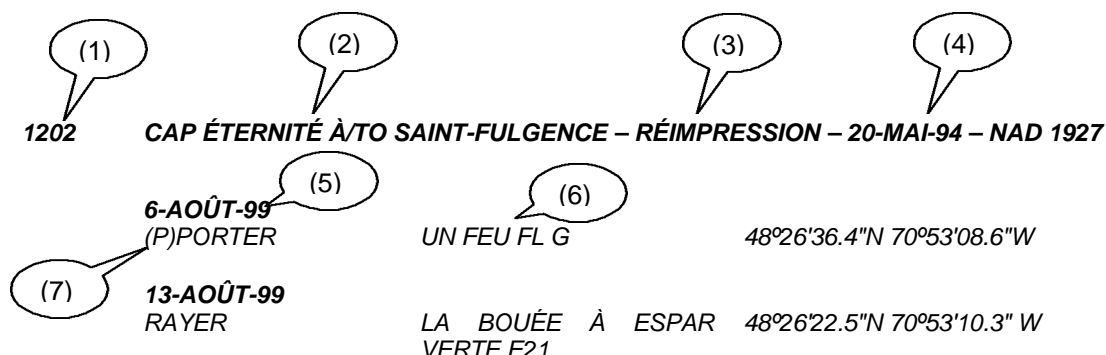 (1) (2) (3) (4)
1202 CAP ÉTERNITÉ À/TO SAINT-FULGENCE – RÉIMPRESSION – 20-MAI-94 – NAD 1927
(5) (6)
6-AOÛT-99
(P)PORTER UN FEU FL G 48º26'36.4"N 70º53'08.6"W
(7)
13-AOÛT-99
RAYER LA BOUÉE À ESPAR 48º26'22.5"N 70º53'10.3" W
VERTE F21